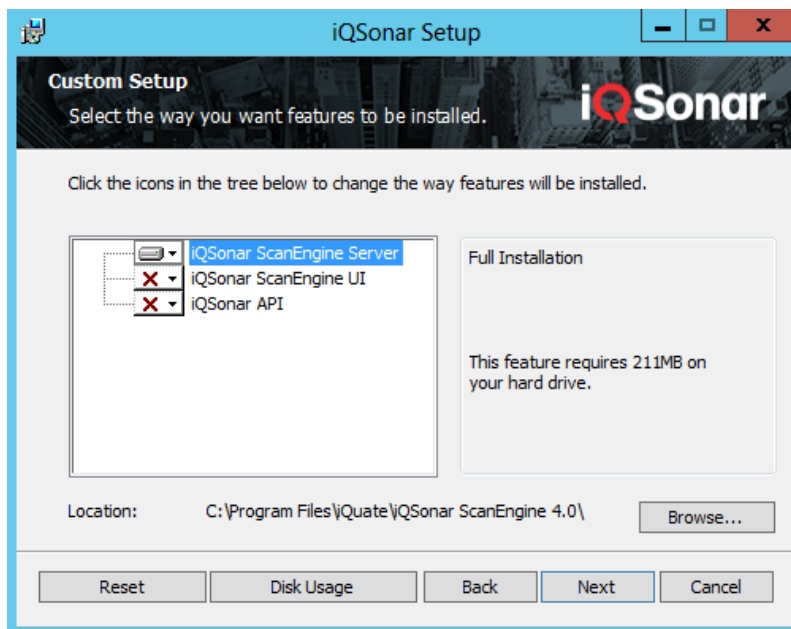 iQSonar Setup
Custom Setup
Select the way you want features to be installed.
iQSonar
Click the icons in the tree below to change the way features will be installed.
iQSonar ScanEngine Server
iQSonar ScanEngine UI
iQSonar API
Full Installation
This feature requires 211MB on
your hard drive.
Location:
C:\Program Files\iQuate\iQSonar ScanEngine 4.0\
Browse...
Reset
Disk Usage
Back
Next
Cancel